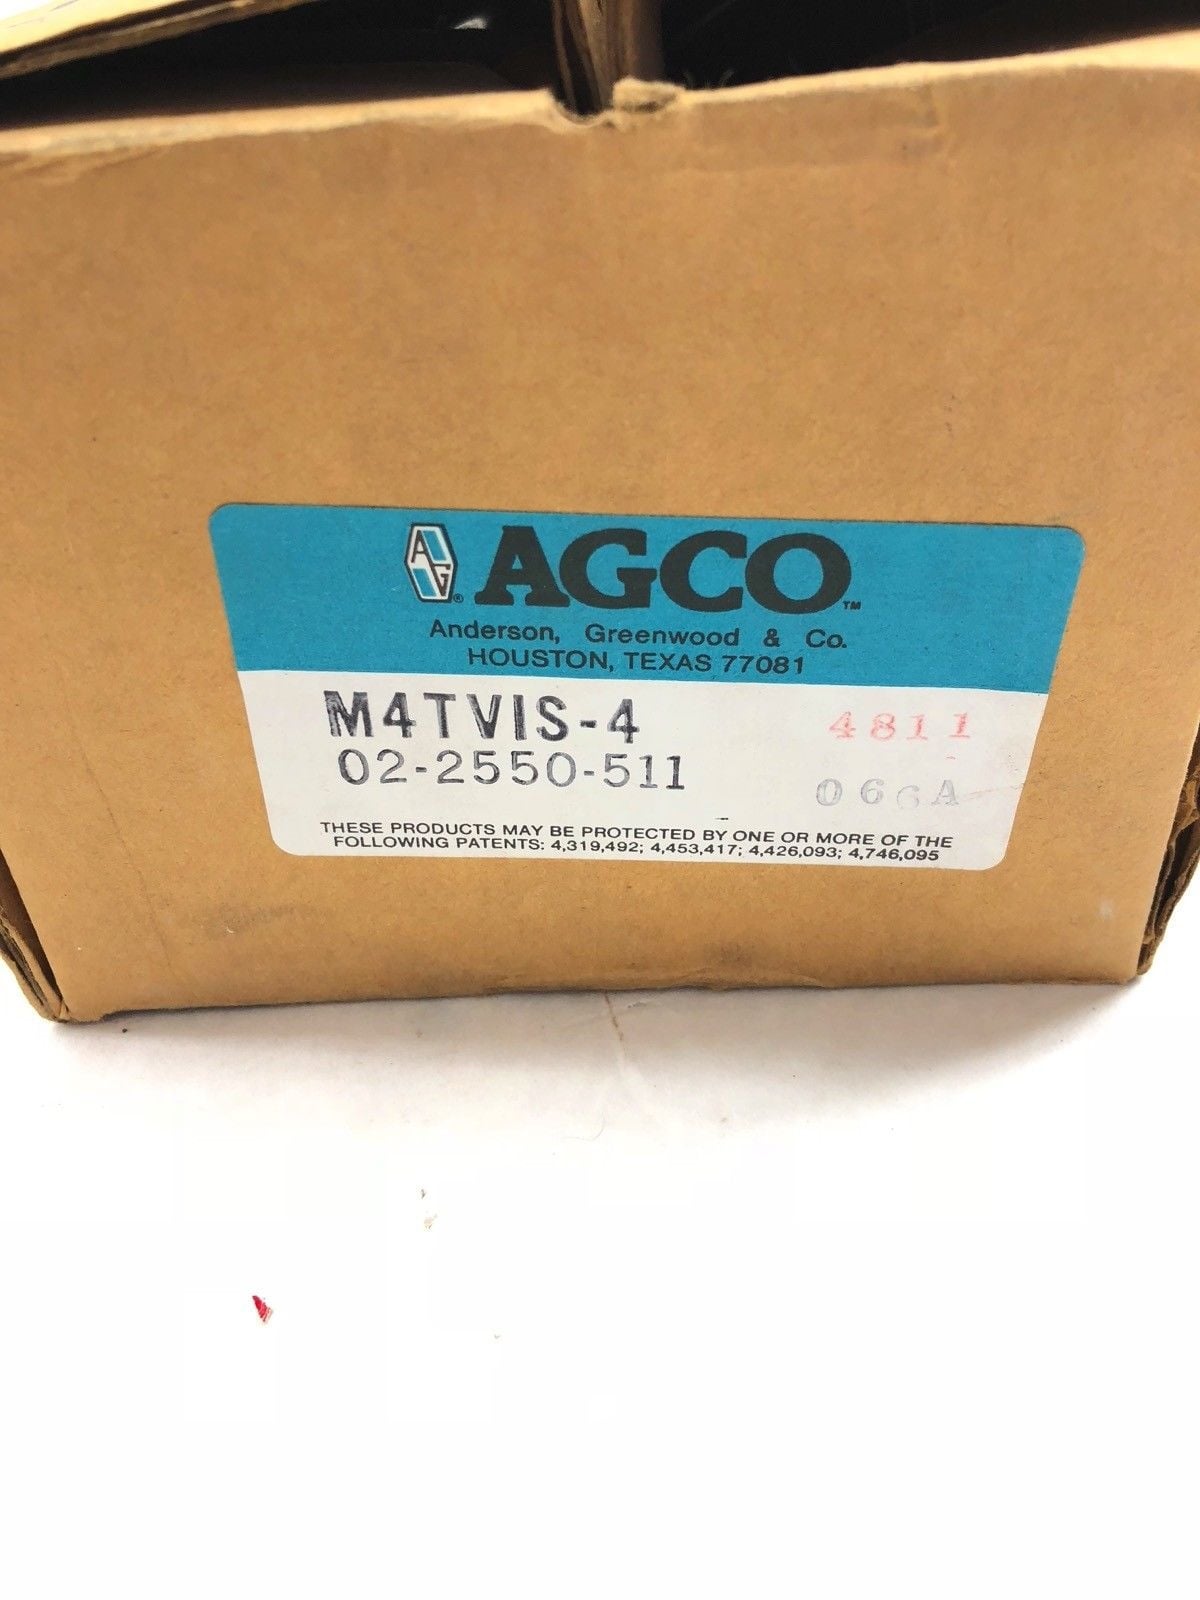 AG® AGCO™
Anderson, Greenwood & Co.
HOUSTON, TEXAS 77081
M4TVIS-4 4811
02-2550-511 066A
THESE PRODUCTS MAY BE PROTECTED BY ONE OR MORE OF THE
FOLLOWING PATENTS: 4,319,492; 4,453,417; 4,426,093; 4,746,095